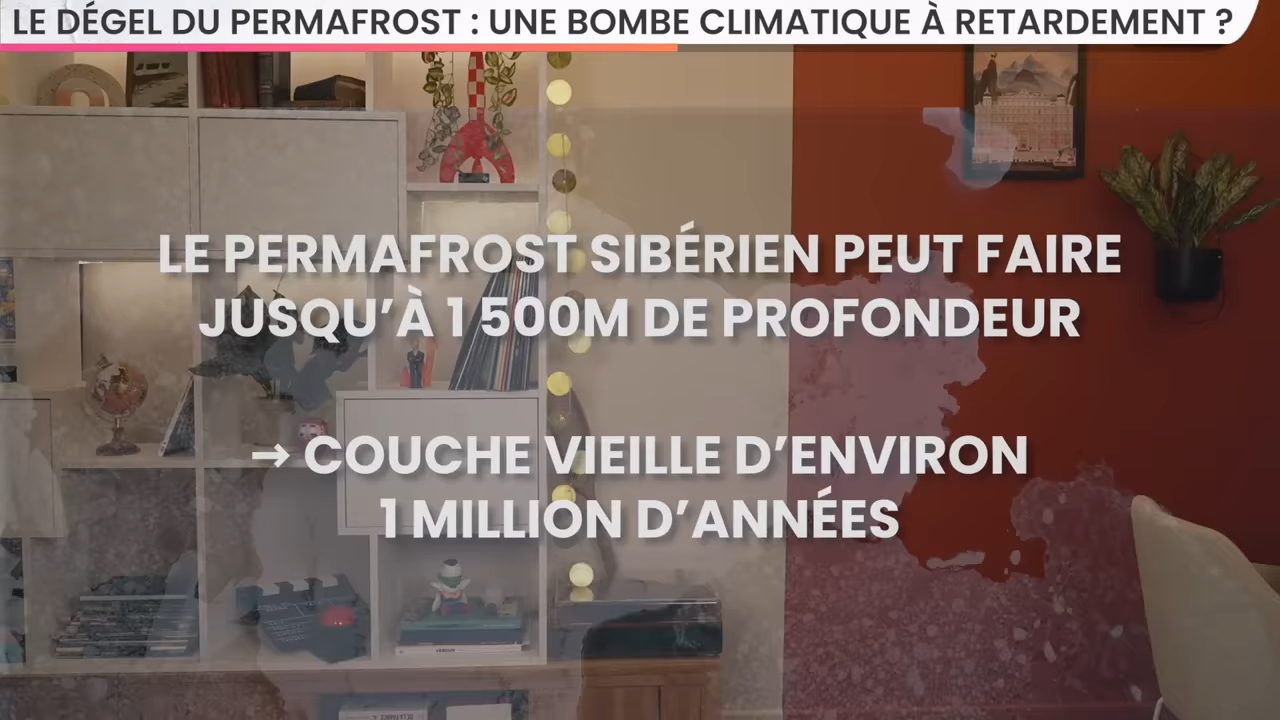 LE DÉGEL DU PERMAFROST : UNE BOMBE CLIMATIQUE À RETARDEMENT ?
LE PERMAFROST SIBÉRIEN PEUT FAIRE
JUSQU’À 1 500M DE PROFONDEUR
→ COUCHE VIEILLE D’ENVIRON
1 MILLION D’ANNÉES